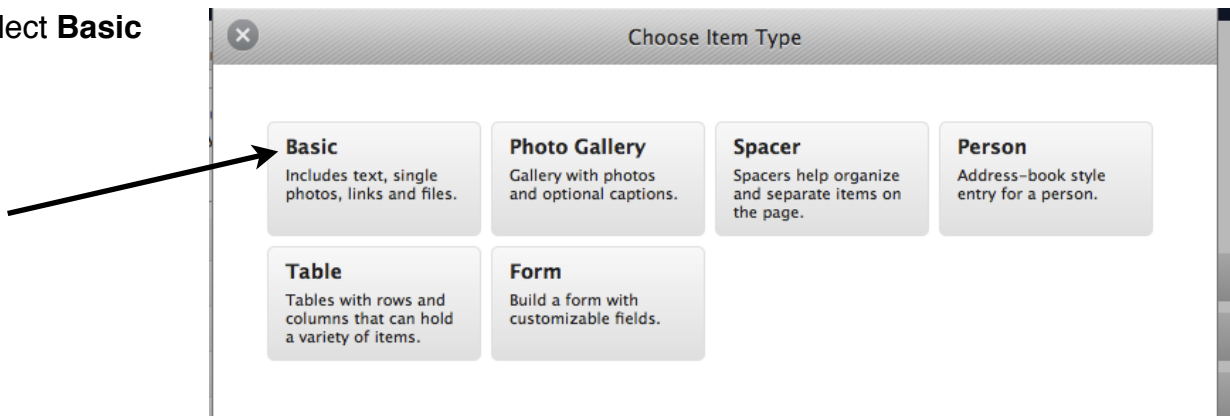 lect Basic
Choose Item Type
Basic
Includes text, single
photos, links and files.
Photo Gallery
Gallery with photos
and optional captions.
Spacer
Spacers help organize
and separate items on
the page.
Person
Address-book style
entry for a person.
Table
Tables with rows and
columns that can hold
a variety of items.
Form
Build a form with
customizable fields.